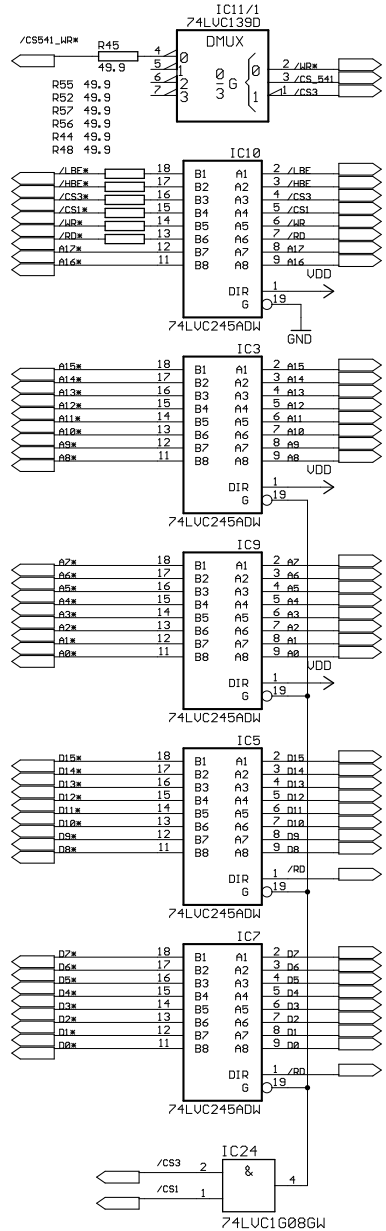 IC11/1
74LVC139D
/CS541_WR* R45 4 DMUX
49.9 5 0 0 2 /WR*
R55 49.9 6 1 G 3 /CS_541
R52 49.9 7 2 3 1 1 /CS3
R57 49.9 3
R56 49.9
R44 49.9
R48 49.9
IC10
/LBE* 18 B1 A1 2 /LBE
/HBE* 17 B2 A2 3 /HBE
/CS3* 16 B3 A3 4 /CS3
/CS1* 15 B4 A4 5 /CS1
/WR* 14 B5 A5 6 /WR
/RD* 13 B6 A6 7 /RD
A17* 12 B7 A7 8 A17
A16* 11 B8 A8 9 A16
VDD
DIR 1
G 19
74LVC245ADW
GND
IC3
A15* 18 B1 A1 2 A15
A14* 17 B2 A2 3 A14
A13* 16 B3 A3 4 A13
A12* 15 B4 A4 5 A12
A11* 14 B5 A5 6 A11
A10* 13 B6 A6 7 A10
A9* 12 B7 A7 8 A9
A8* 11 B8 A8 9 A8
VDD
DIR 1
G 19
74LVC245ADW
IC9
A7* 18 B1 A1 2 A7
A6* 17 B2 A2 3 A6
A5* 16 B3 A3 4 A5
A4* 15 B4 A4 5 A4
A3* 14 B5 A5 6 A3
A2* 13 B6 A6 7 A2
A1* 12 B7 A7 8 A1
A0* 11 B8 A8 9 A0
VDD
DIR 1
G 19
74LVC245ADW
IC5
D15* 18 B1 A1 2 D15
D14* 17 B2 A2 3 D14
D13* 16 B3 A3 4 D13
D12* 15 B4 A4 5 D12
D11* 14 B5 A5 6 D11
D10* 13 B6 A6 7 D10
D9* 12 B7 A7 8 D9
D8* 11 B8 A8 9 D8
DIR 1 /RD
G 19
74LVC245ADW
IC7
D7* 18 B1 A1 2 D7
D6* 17 B2 A2 3 D6
D5* 16 B3 A3 4 D5
D4* 15 B4 A4 5 D4
D3* 14 B5 A5 6 D3
D2* 13 B6 A6 7 D2
D1* 12 B7 A7 8 D1
D0* 11 B8 A8 9 D0
DIR 1 /RD
G 19
74LVC245ADW
IC24
/CS3 2 &
/CS1 1 4
74LVC1G08GW